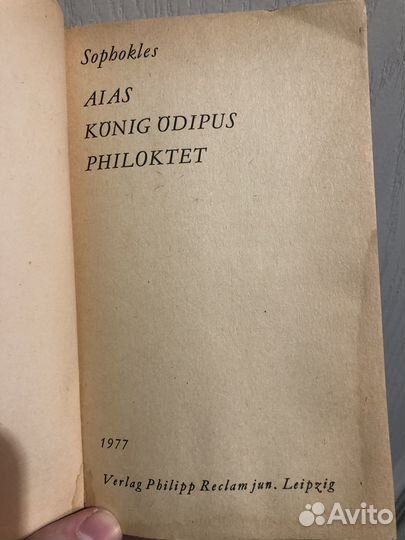 Sophokles
AIAS
KÖNIG ÖDIPUS
PHILOKTET
1977
Verlag Philipp Reclam jun. Leipzig
Avito